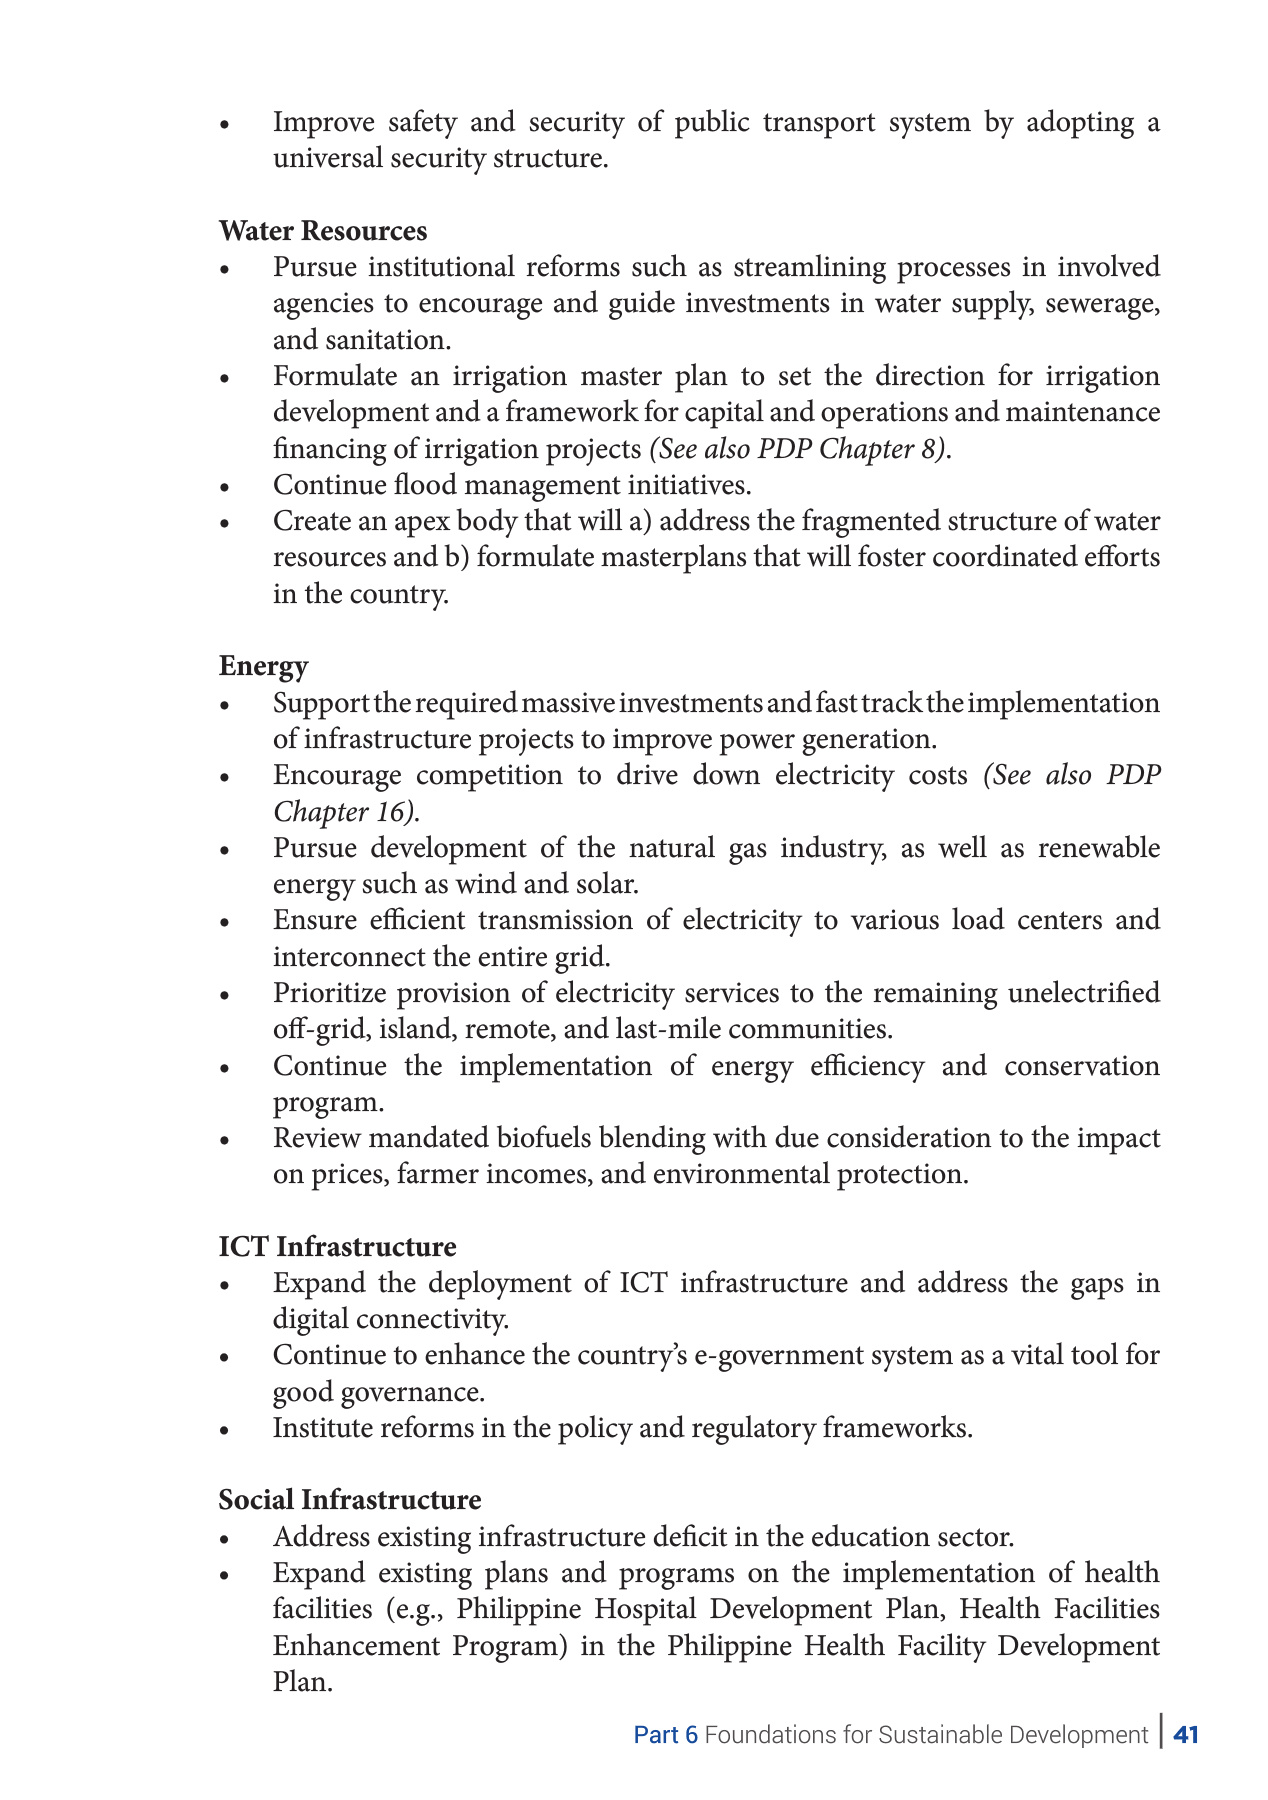 • Improve safety and security of public transport system by adopting a
universal security structure.
Water Resources
• Pursue institutional reforms such as streamlining processes in involved
agencies to encourage and guide investments in water supply, sewerage,
and sanitation.
• Formulate an irrigation master plan to set the direction for irrigation
development and a framework for capital and operations and maintenance
financing of irrigation projects (See also PDP Chapter 8).
• Continue flood management initiatives.
• Create an apex body that will a) address the fragmented structure of water
resources and b) formulate masterplans that will foster coordinated efforts
in the country.
Energy
• Support the required massive investments and fast track the implementation
of infrastructure projects to improve power generation.
• Encourage competition to drive down electricity costs (See also PDP
Chapter 16).
• Pursue development of the natural gas industry, as well as renewable
energy such as wind and solar.
• Ensure efficient transmission of electricity to various load centers and
interconnect the entire grid.
• Prioritize provision of electricity services to the remaining unelectrified
off-grid, island, remote, and last-mile communities.
• Continue the implementation of energy efficiency and conservation
program.
• Review mandated biofuels blending with due consideration to the impact
on prices, farmer incomes, and environmental protection.
ICT Infrastructure
• Expand the deployment of ICT infrastructure and address the gaps in
digital connectivity.
• Continue to enhance the country’s e-government system as a vital tool for
good governance.
• Institute reforms in the policy and regulatory frameworks.
Social Infrastructure
• Address existing infrastructure deficit in the education sector.
• Expand existing plans and programs on the implementation of health
facilities (e.g., Philippine Hospital Development Plan, Health Facilities
Enhancement Program) in the Philippine Health Facility Development
Plan.
Part 6 Foundations for Sustainable Development | 41